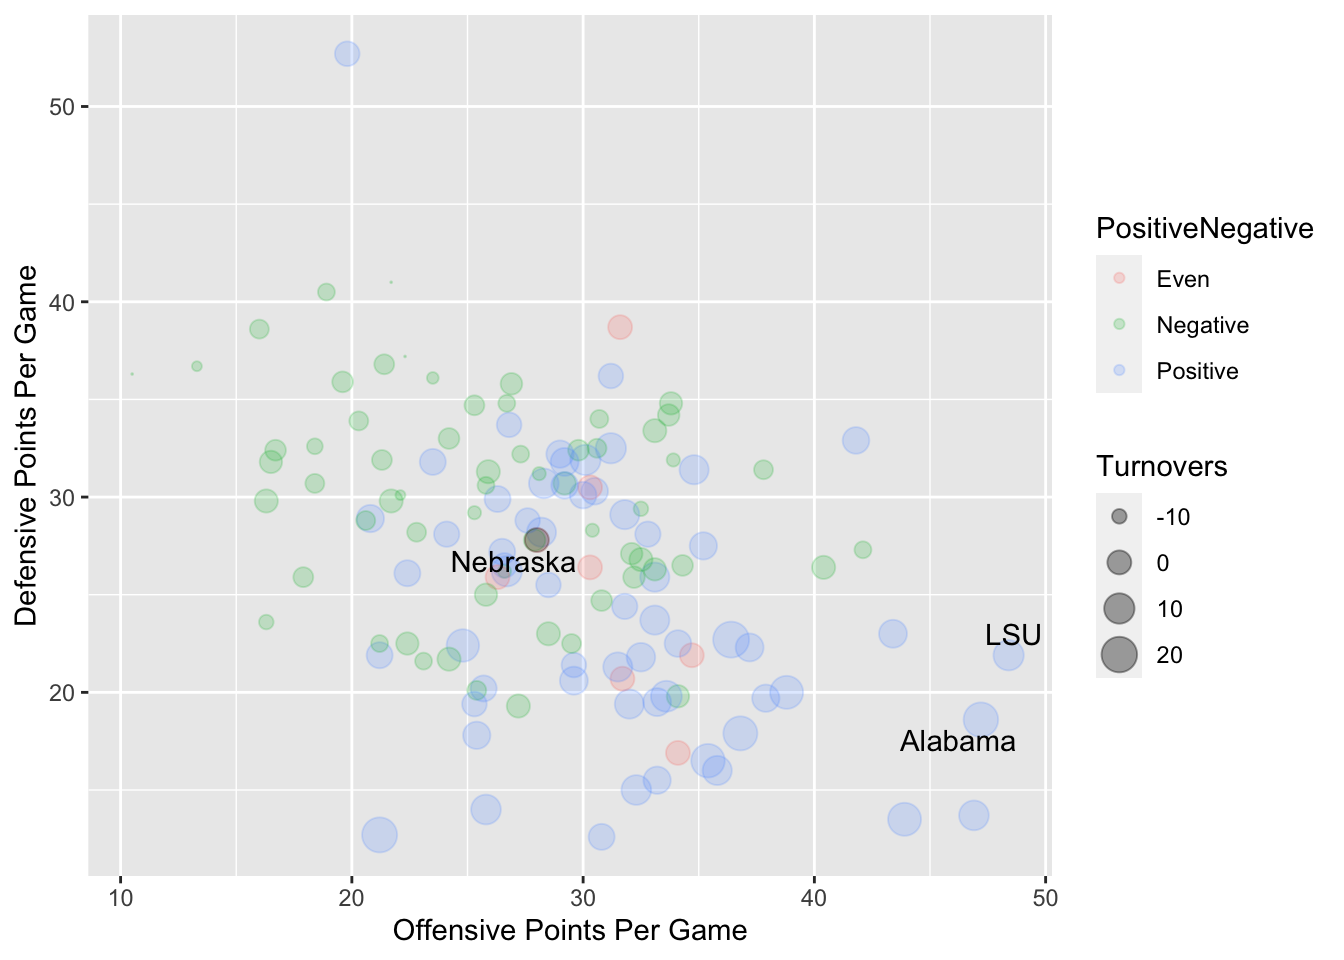 50
40
30
20
10
20
30
40
50
Defensive Points Per Game
Offensive Points Per Game
Nebraska
LSU
Alabama
PositiveNegative
Even
Negative
Positive
Turnovers
-10
0
10
20